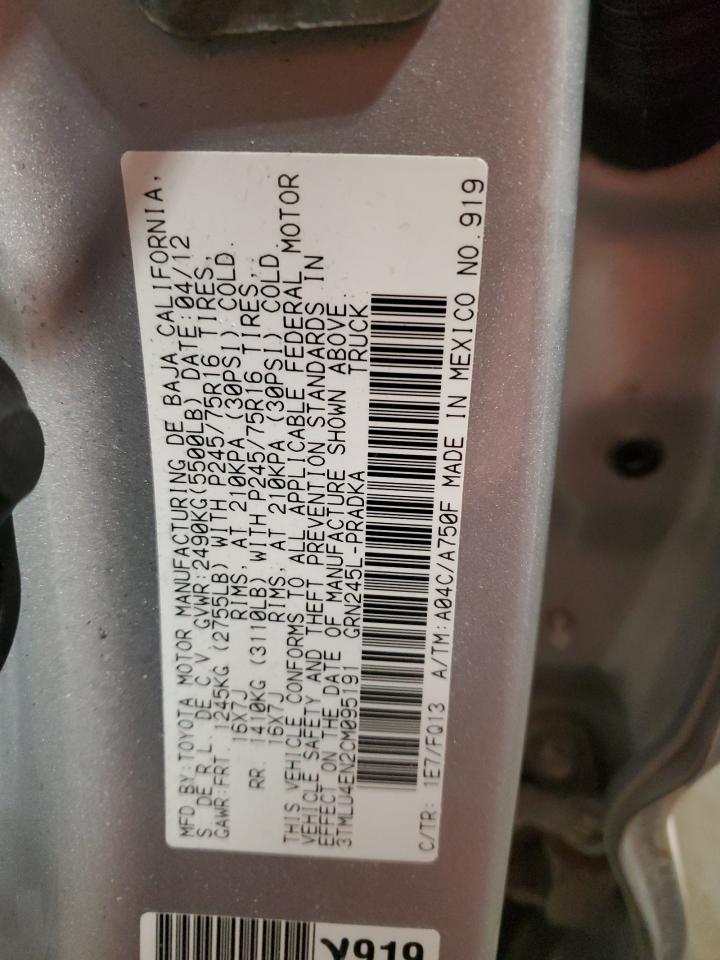 MFD.BY:TOYOTA MOTOR MANUFACTURING DE BAJA CALIFORNIA,
S. DE R.L. DE C.V. GVWR:2490KG(5500LB) DATE:04/12
GAWR:FRT. 1245KG (2755LB) WITH P245/75R16 TIRES,
16X7J RIMS, AT 210KPA (30PSI) COLD.
RR. 1410KG (3110LB) WITH P245/75R16 TIRES,
16X7J RIMS, AT 210KPA (30PSI) COLD.
THIS VEHICLE CONFORMS TO ALL APPLICABLE FEDERAL MOTOR
VEHICLE SAFETY AND THEFT PREVENTION STANDARDS IN
EFFECT ON THE DATE OF MANUFACTURE SHOWN ABOVE.
3TMLU4EN2CM095191 GRN245L-PRADKA TRUCK
C/TR: 1E7/FQ13 A/TM:A04C/A750F MADE IN MEXICO NO.919
Y919